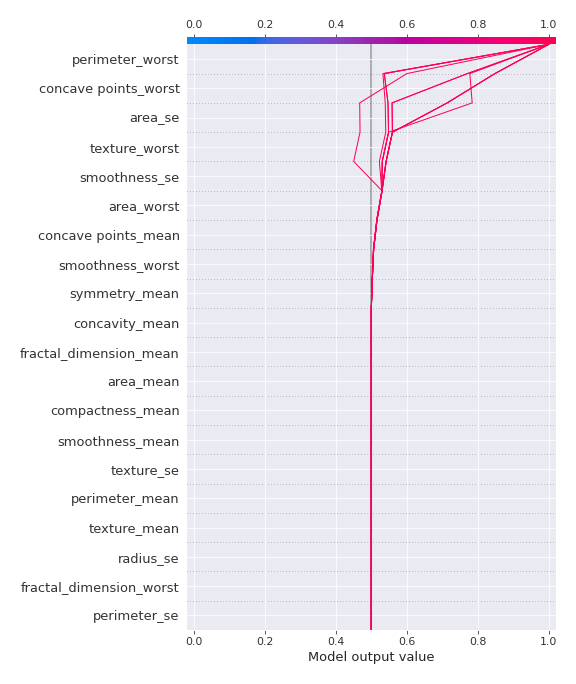 0.0 0.2 0.4 0.6 0.8 1.0
perimeter_worst
concave points_worst
area_se
texture_worst
smoothness_se
area_worst
concave points_mean
smoothness_worst
symmetry_mean
concavity_mean
fractal_dimension_mean
area_mean
compactness_mean
smoothness_mean
texture_se
perimeter_mean
texture_mean
radius_se
fractal_dimension_worst
perimeter_se
0.0 0.2 0.4 0.6 0.8 1.0
Model output value